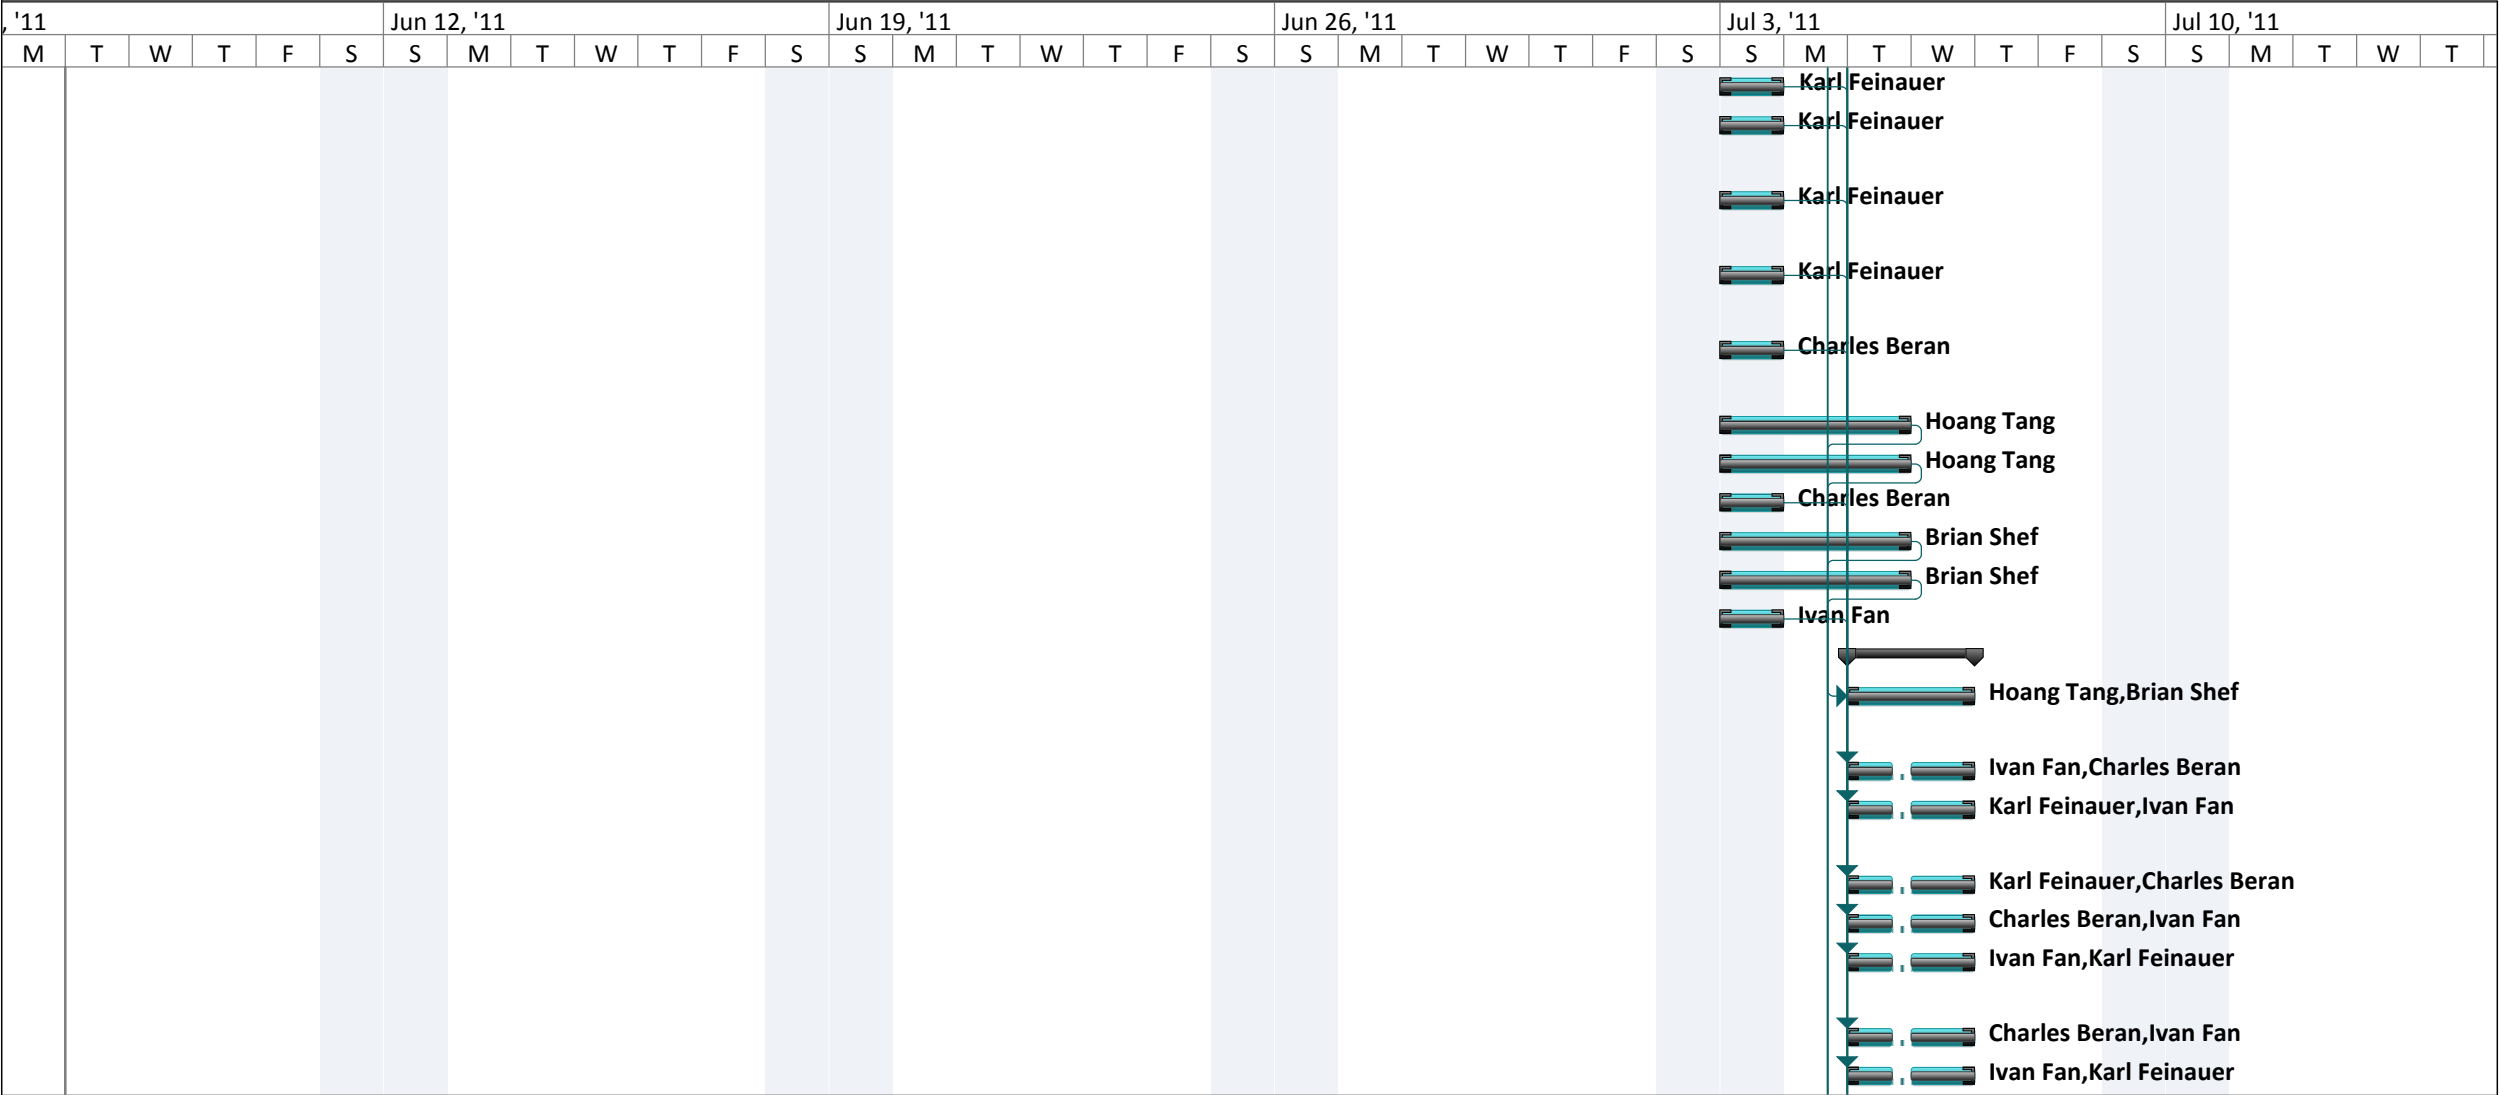 , '11 Jun 12, '11 Jun 19, '11 Jun 26, '11 Jul 3, '11 Jul 10, '11
M T W T F S S M T W T F S S M T W T F S S M T W T F S S M T W T F S S M T W T
Karl Feinauer
Karl Feinauer
Karl Feinauer
Karl Feinauer
Charles Beran
Hoang Tang
Hoang Tang
Charles Beran
Brian Shef
Brian Shef
Ivan Fan
Hoang Tang,Brian Shef
Ivan Fan,Charles Beran
Karl Feinauer,Ivan Fan
Karl Feinauer,Charles Beran
Charles Beran,Ivan Fan
Ivan Fan,Karl Feinauer
Charles Beran,Ivan Fan
Ivan Fan,Karl Feinauer